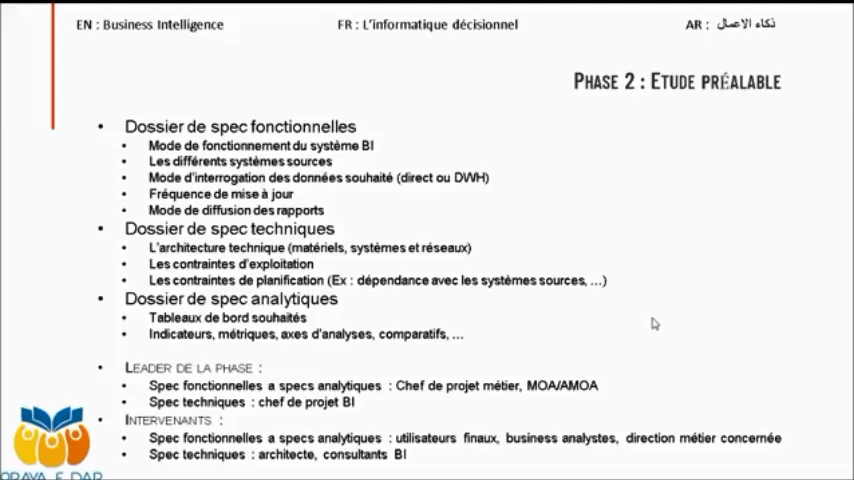 EN : Business Intelligence
FR : L'informatique décisionnel
AR : ذكاء الاعمال
PHASE 2 : ETUDE PRÉALABLE
• Dossier de spec fonctionnelles
• Mode de fonctionnement du système BI
• Les différents systèmes sources
• Mode d'interrogation des données souhaité (direct ou DWH)
• Fréquence de mise à jour
• Mode de diffusion des rapports
• Dossier de spec techniques
• L'architecture technique (matériels, systèmes et réseaux)
• Les contraintes d'exploitation
• Les contraintes de planification (Ex : dépendance avec les systèmes sources, ...)
• Dossier de spec analytiques
• Tableaux de bord souhaités
• Indicateurs, métriques, axes d'analyses, comparatifs, ...
• LEADER DE LA PHASE :
• Spec fonctionnelles a specs analytiques : Chef de projet métier, MOA/AMOA
• Spec techniques : chef de projet BI
• INTERVENANTS :
• Spec fonctionnelles a specs analytiques : utilisateurs finaux, business analystes, direction métier concernée
• Spec techniques : architecte, consultants BI